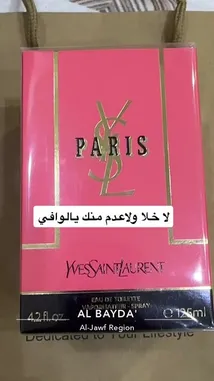 YSL
PARIS
لا خلا ولاعدم منك يالوافي
YVESSAINTLAURENT
EAU DE TOILETTE
VAPORISATEUR - SPRAY
4.2 fl. oz 125ml
AL BAYDA'
Al-Jawf Region
Dedicated to Your Lifestyle